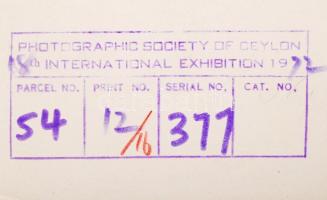 PHOTOGRAPHIC SOCIETY OF CEYLON
18th INTERNATIONAL EXHIBITION 1972
PARCEL NO. PRINT NO. SERIAL NO. CAT. NO.
54 12/16 377